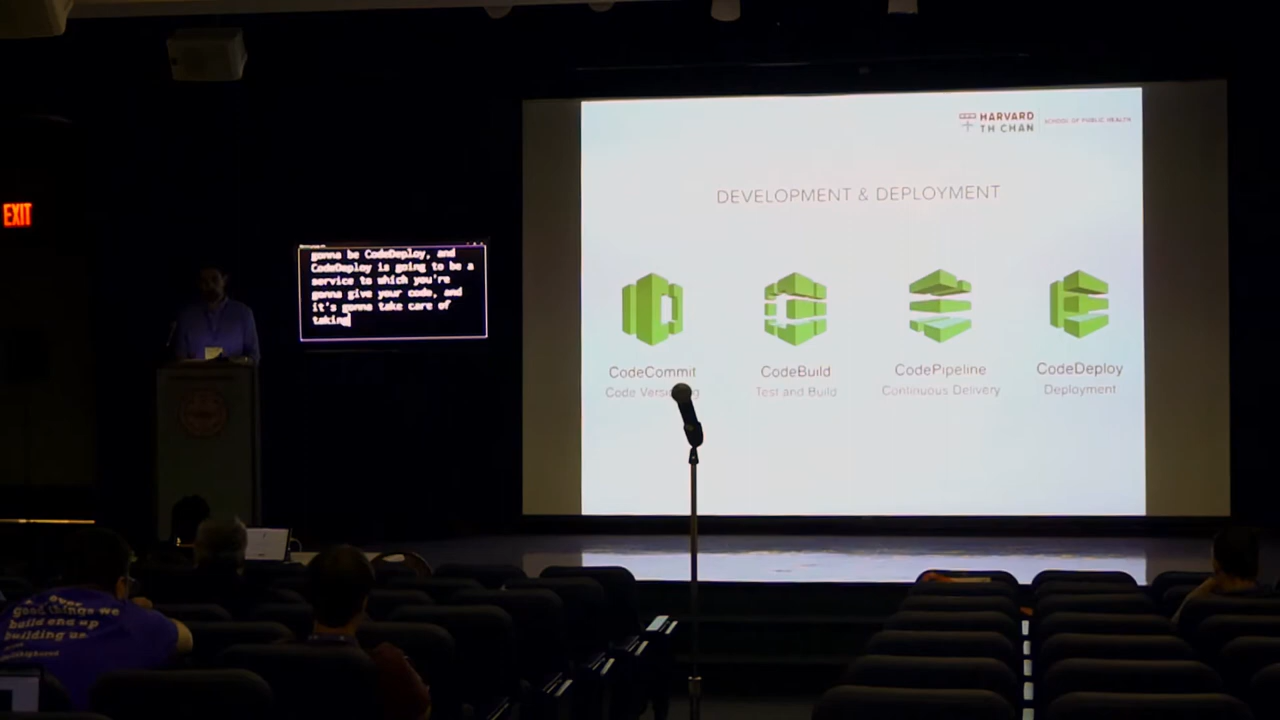 HARVARD
TH CHAN
SCHOOL OF PUBLIC HEALTH
DEVELOPMENT & DEPLOYMENT
EXIT
gonna be CodeDeploy, and
CodeDeploy is going to be a
service to which you're
gonna give your code, and
it's gonna take care of
taking
CodeCommit
Code
CodeBuild
Test and Build
CodePipeline
Continuous Delivery
CodeDeploy
Deployment
good things we
build end up
building us.